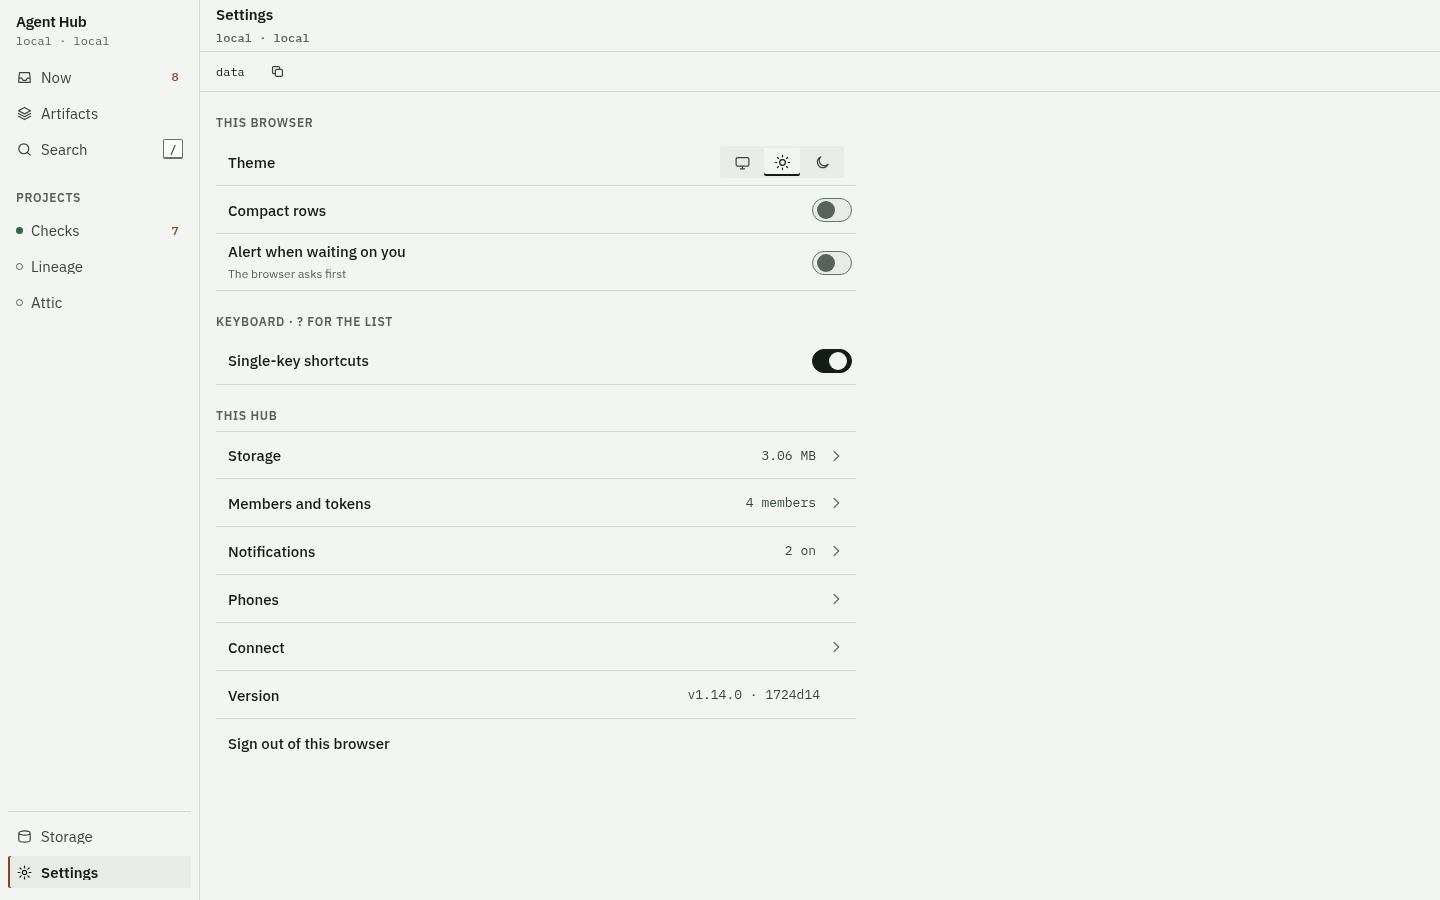 Agent Hub
local · local
Now 8
Artifacts
Search /
PROJECTS
Checks 7
Lineage
Attic
Storage
Settings
Settings
local · local
data
THIS BROWSER
Theme
Compact rows
Alert when waiting on you
The browser asks first
KEYBOARD · ? FOR THE LIST
Single-key shortcuts
THIS HUB
Storage 3.06 MB
Members and tokens 4 members
Notifications 2 on
Phones
Connect
Version v1.14.0 · 1724d14
Sign out of this browser